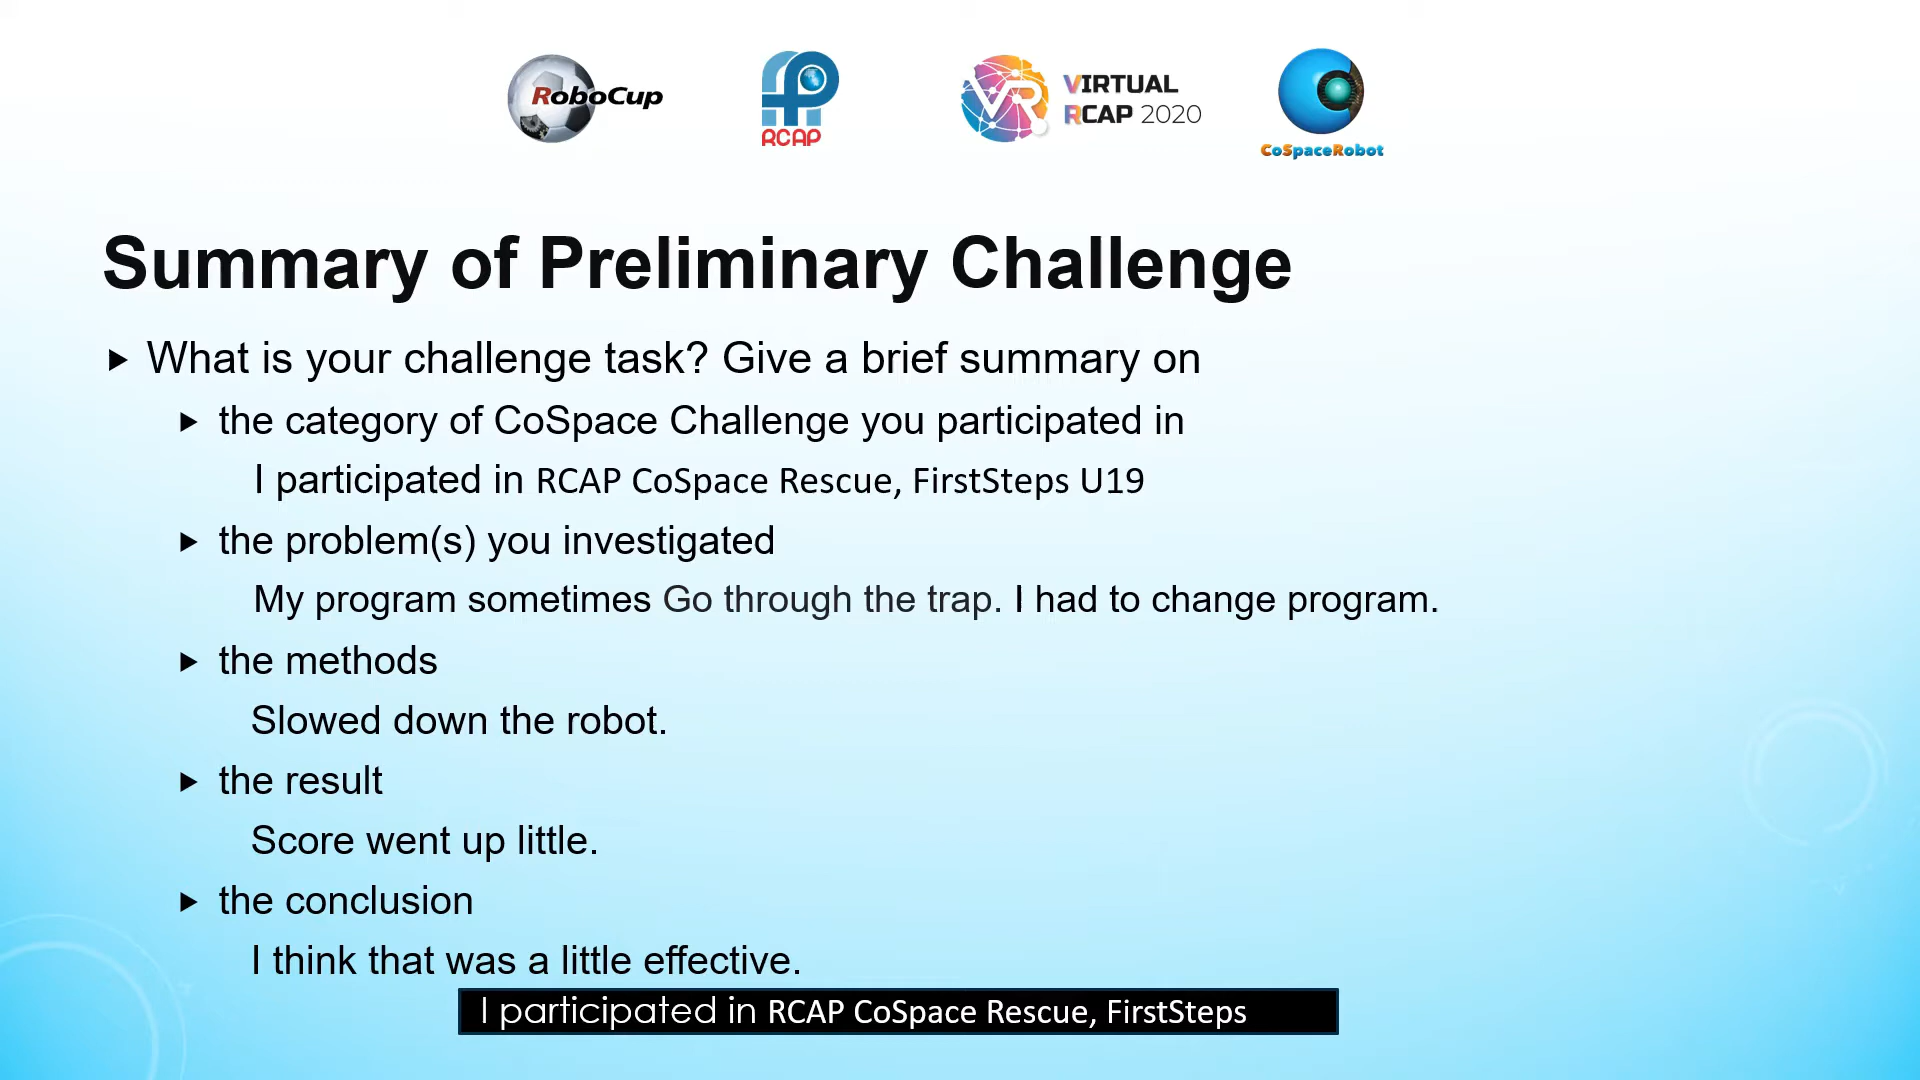 RoboCup
RCAP
VR
VIRTUAL
RCAP 2020
CoSpaceRobot
Summary of Preliminary Challenge
What is your challenge task? Give a brief summary on
the category of CoSpace Challenge you participated in
I participated in RCAP CoSpace Rescue, FirstSteps U19
the problem(s) you investigated
My program sometimes Go through the trap. I had to change program.
the methods
Slowed down the robot.
the result
Score went up little.
the conclusion
I think that was a little effective.
I participated in RCAP CoSpace Rescue, FirstSteps